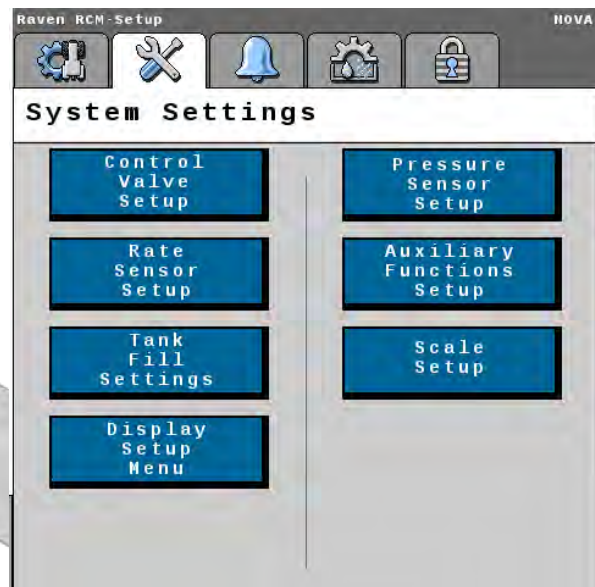 Raven RCM-Setup NOVA
System Settings
Control
Valve
Setup
Pressure
Sensor
Setup
Rate
Sensor
Setup
Auxiliary
Functions
Setup
Tank
Fill
Settings
Scale
Setup
Display
Setup
Menu